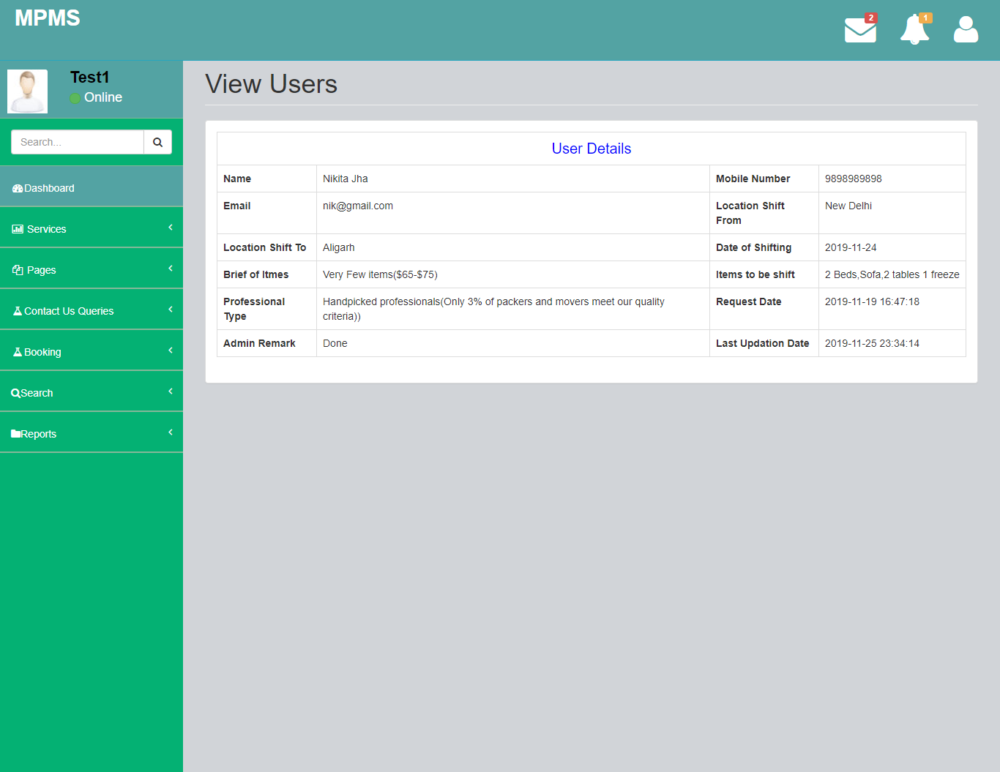 MPMS
2
1
Test1
Online
Search...
Dashboard
Services
Pages
Contact Us Queries
Booking
Search
Reports
View Users
User Details
Name Nikita Jha Mobile Number 9898989898
Email nik@gmail.com Location Shift From New Delhi
Location Shift To Aligarh Date of Shifting 2019-11-24
Brief of Itmes Very Few items($65-$75) Items to be shift 2 Beds,Sofa,2 tables 1 freeze
Professional Type Handpicked professionals(Only 3% of packers and movers meet our quality criteria)) Request Date 2019-11-19 16:47:18
Admin Remark Done Last Updation Date 2019-11-25 23:34:14